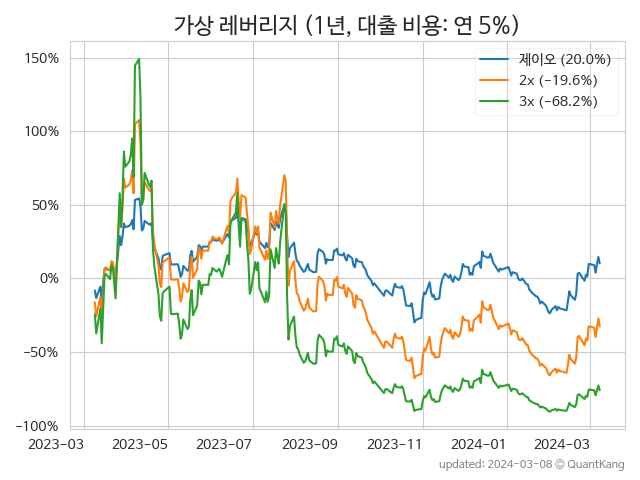 가상 레버리지 (1년, 대출 비용: 연 5%)
제이오 (20.0%)
2x (−19.6%)
3x (−68.2%)
150%
100%
50%
0%
−50%
−100%
2023-03
2023-05
2023-07
2023-09
2023-11
2024-01
2024-03
updated: 2024-03-08 © QuantKang